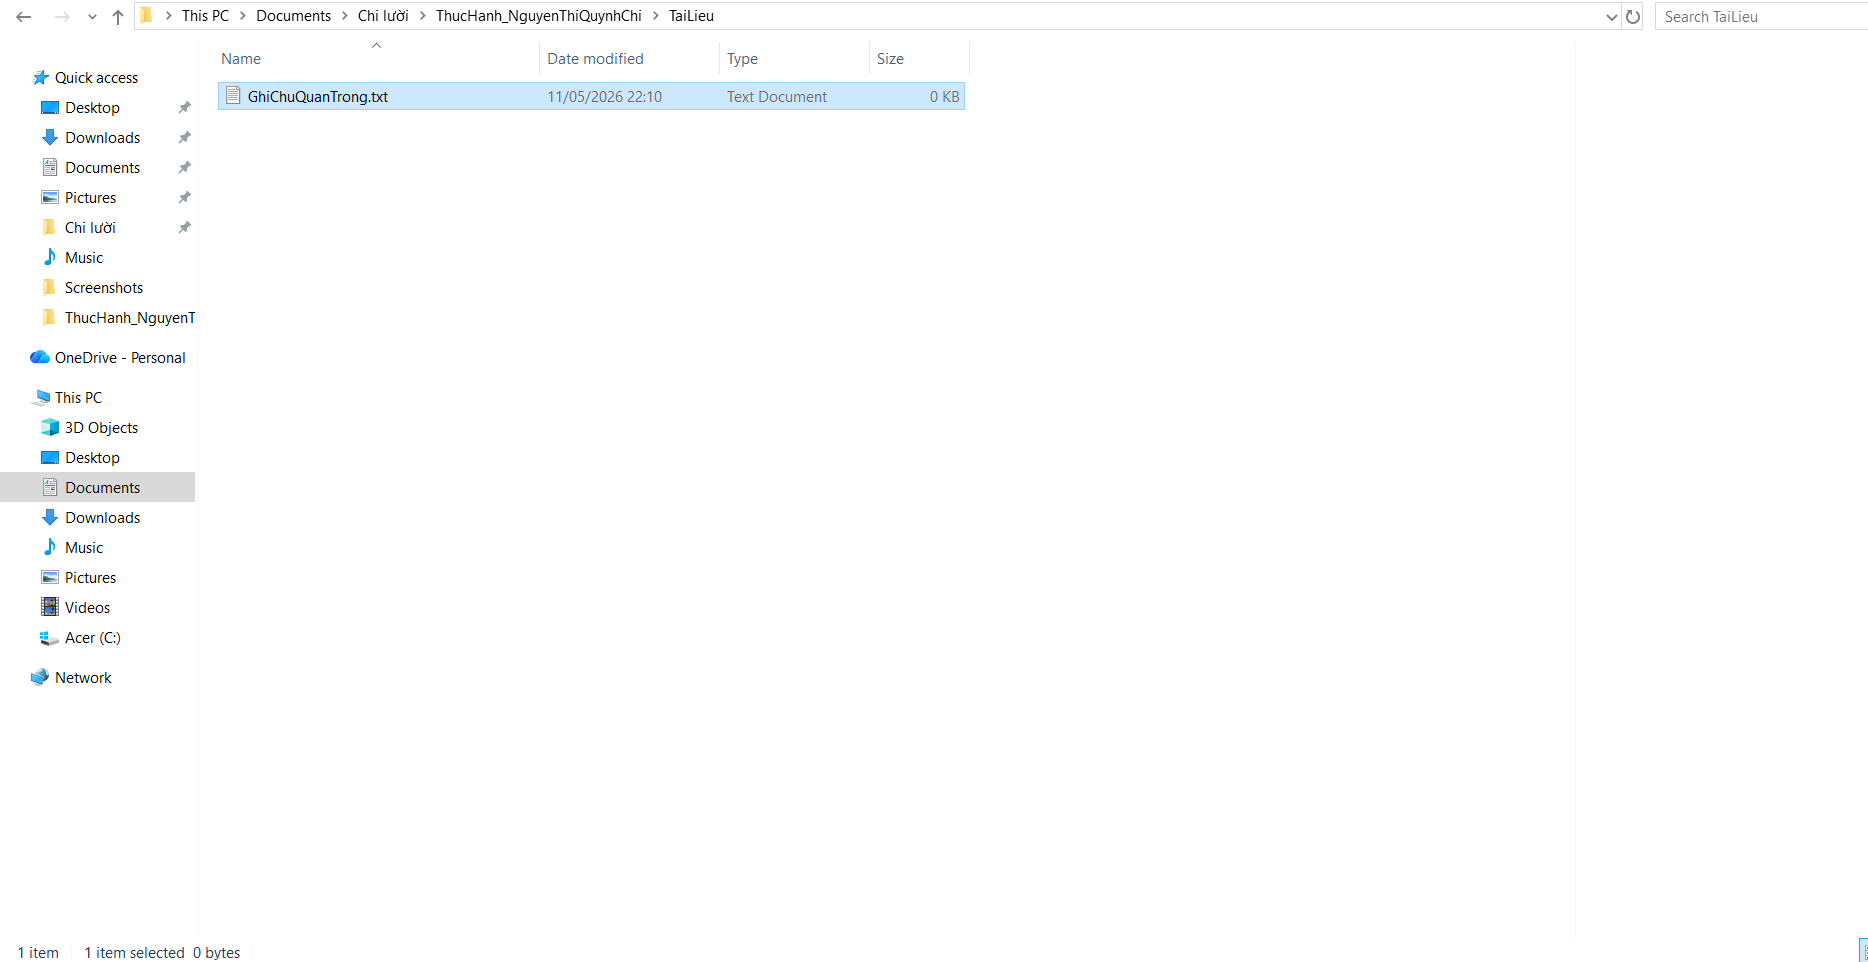 This PC > Documents > Chi lười > ThucHanh_NguyenThiQuynhChi > TaiLieu
Search TaiLieu
Name Date modified Type Size
GhiChuQuanTrong.txt 11/05/2026 22:10 Text Document 0 KB
Quick access
Desktop
Downloads
Documents
Pictures
Chi lười
Music
Screenshots
ThucHanh_NguyenT
OneDrive - Personal
This PC
3D Objects
Desktop
Documents
Downloads
Music
Pictures
Videos
Acer (C:)
Network
1 item 1 item selected 0 bytes